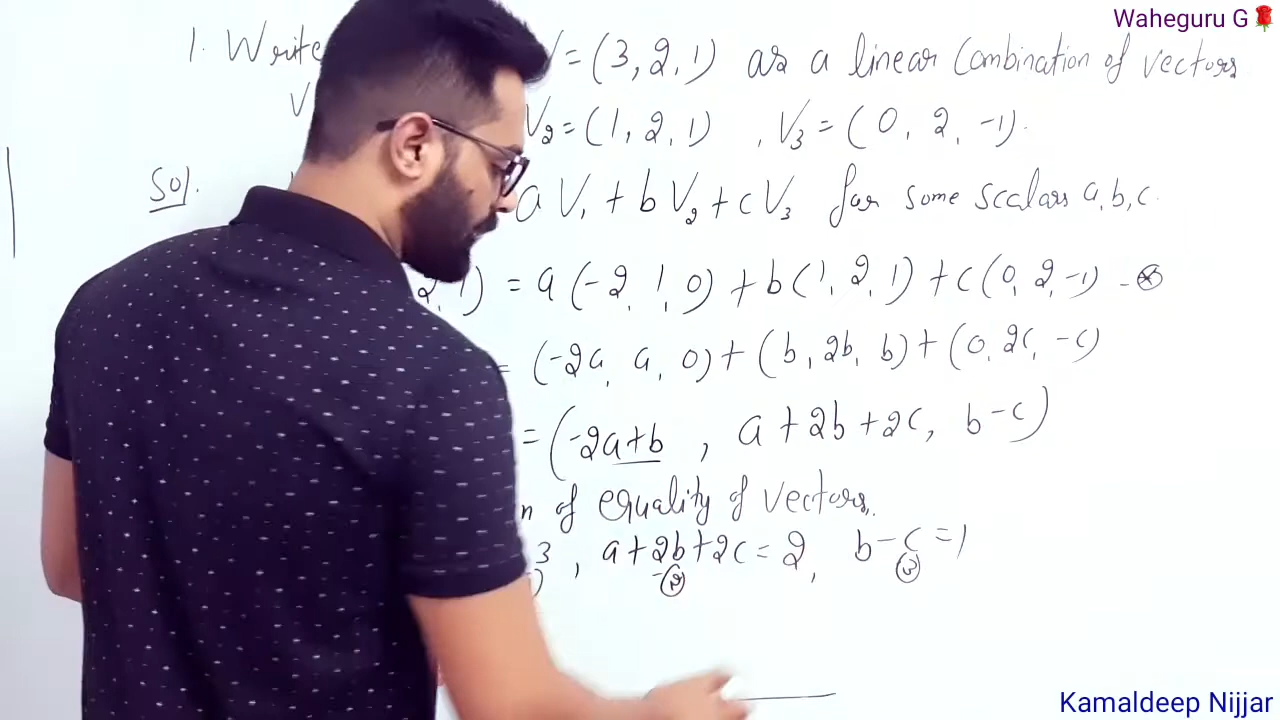 Waheguru G🌹
1. Write V = (3, 2, 1) as a linear Combination of vectors
V V₂ = (1, 2, 1) , V₃ = ( 0, 2, -1).
Sol. a V₁ + b V₂ + c V₃ for some scalars a, b, c.
2, 1) = a (-2, 1, 0) + b (1, 2, 1) + c (0, 2, -1) - ⊛
= (-2a, a, 0) + (b, 2b, b) + (0, 2c, -c)
= (-2a+b , a + 2b + 2c, b - c)
n of equality of vectors.
3 , a + 2b + 2c = 2, b - c = 1
② ③
Kamaldeep Nijjar